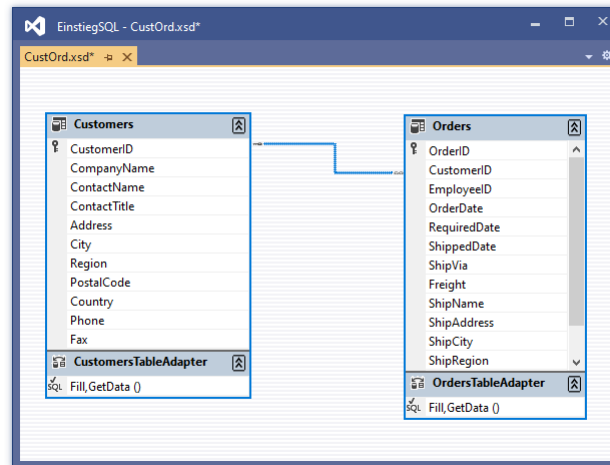 EinstiegSQL - CustOrd.xsd*
CustOrd.xsd*
Customers
CustomerID
CompanyName
ContactName
ContactTitle
Address
City
Region
PostalCode
Country
Phone
Fax
CustomersTableAdapter
SQL Fill,GetData ()
Orders
OrderID
CustomerID
EmployeeID
OrderDate
RequiredDate
ShippedDate
ShipVia
Freight
ShipName
ShipAddress
ShipCity
ShipRegion
OrdersTableAdapter
SQL Fill,GetData ()